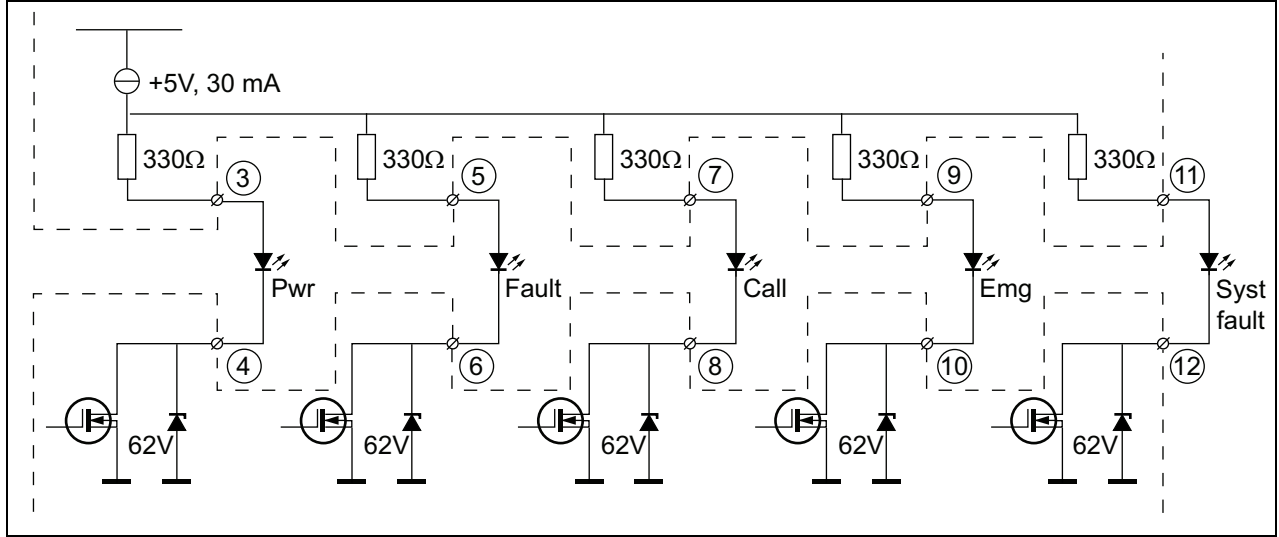 +5V, 30 mA
330Ω 330Ω 330Ω 330Ω 330Ω
3 5 7 9 11
Pwr Fault Call Emg Syst
fault
4 6 8 10 12
62V 62V 62V 62V 62V